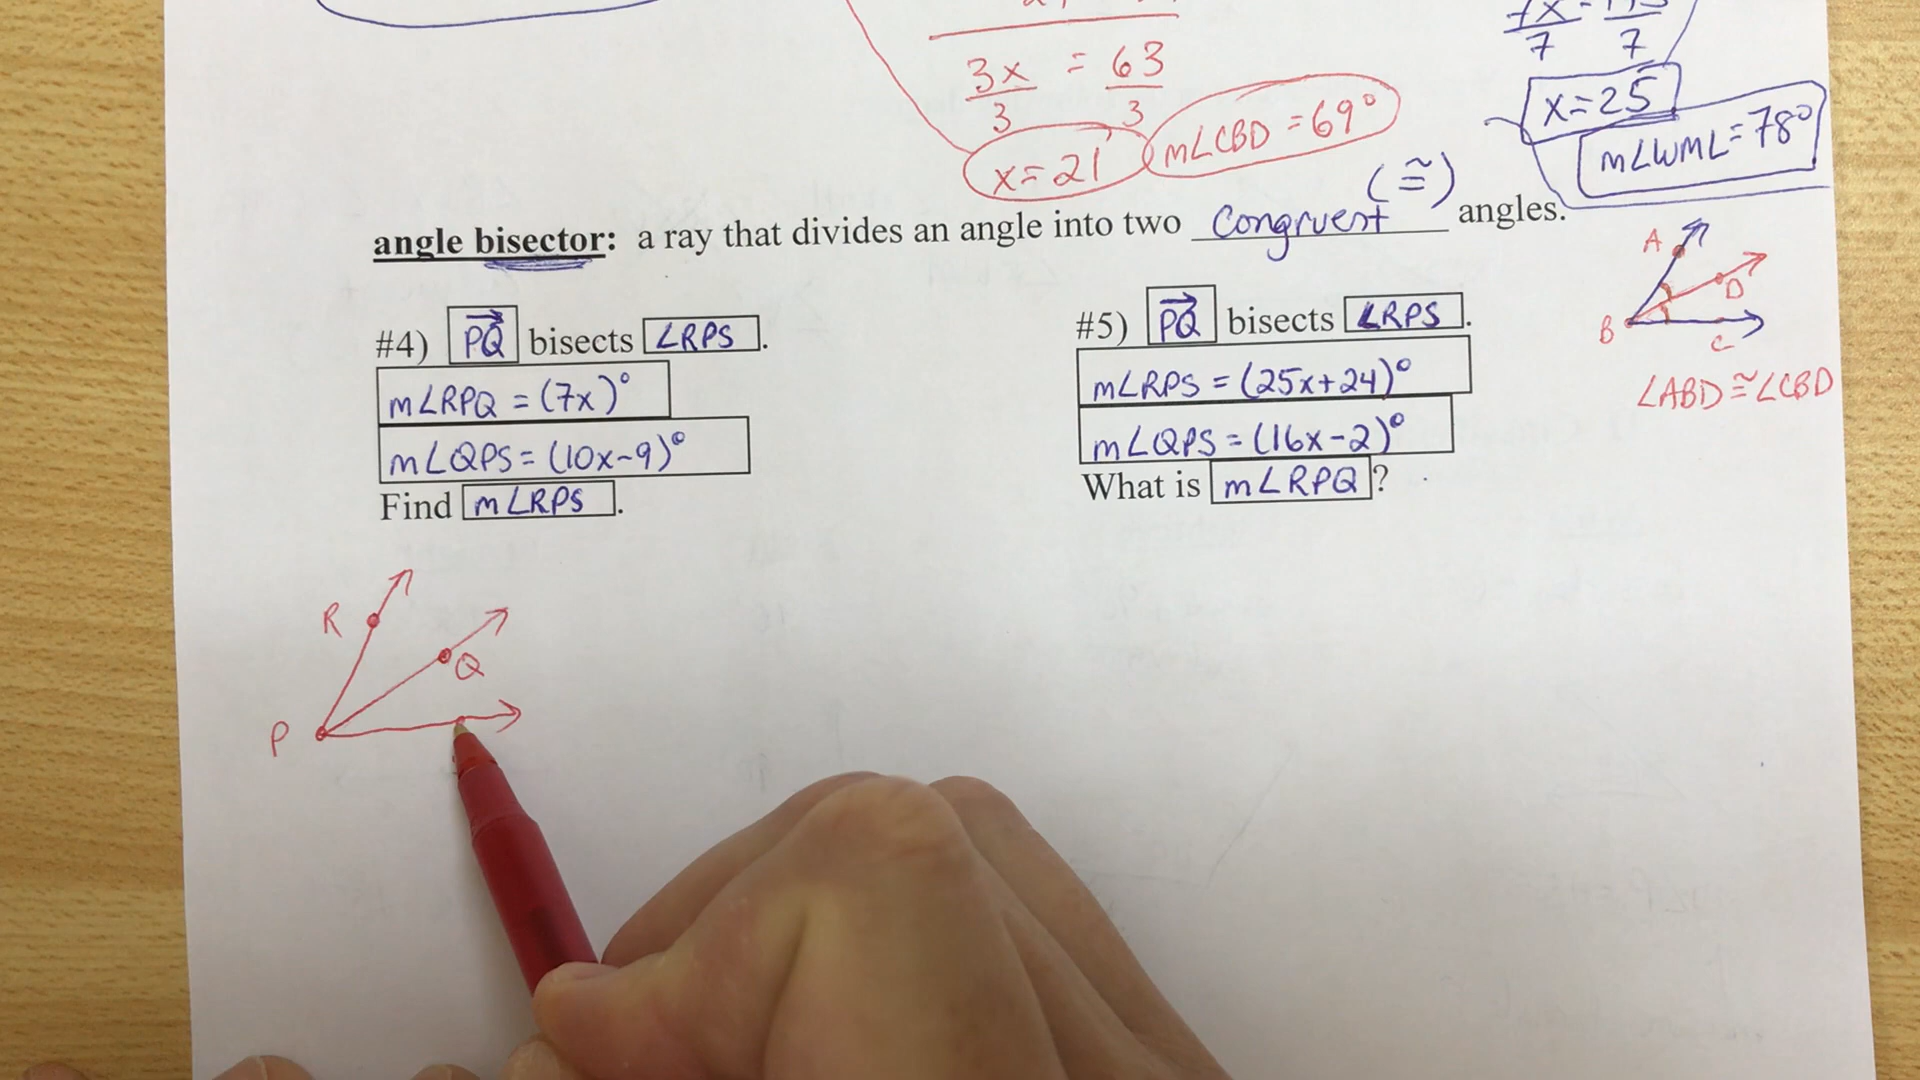 3x = 63
3 3
x = 21
m∠CBD = 69°
7
7
x = 25
m∠WML = 78°
(≅)
angle bisector: a ray that divides an angle into two congruent angles.
#4) PQ bisects ∠RPS.
m∠RPQ = (7x)°
m∠QPS = (10x-9)°
Find m∠RPS.
#5) PQ bisects ∠RPS.
m∠RPS = (25x+24)°
m∠QPS = (16x-2)°
What is m∠RPQ?
A
D
B
C
∠ABD ≅ ∠CBD
R
Q
P